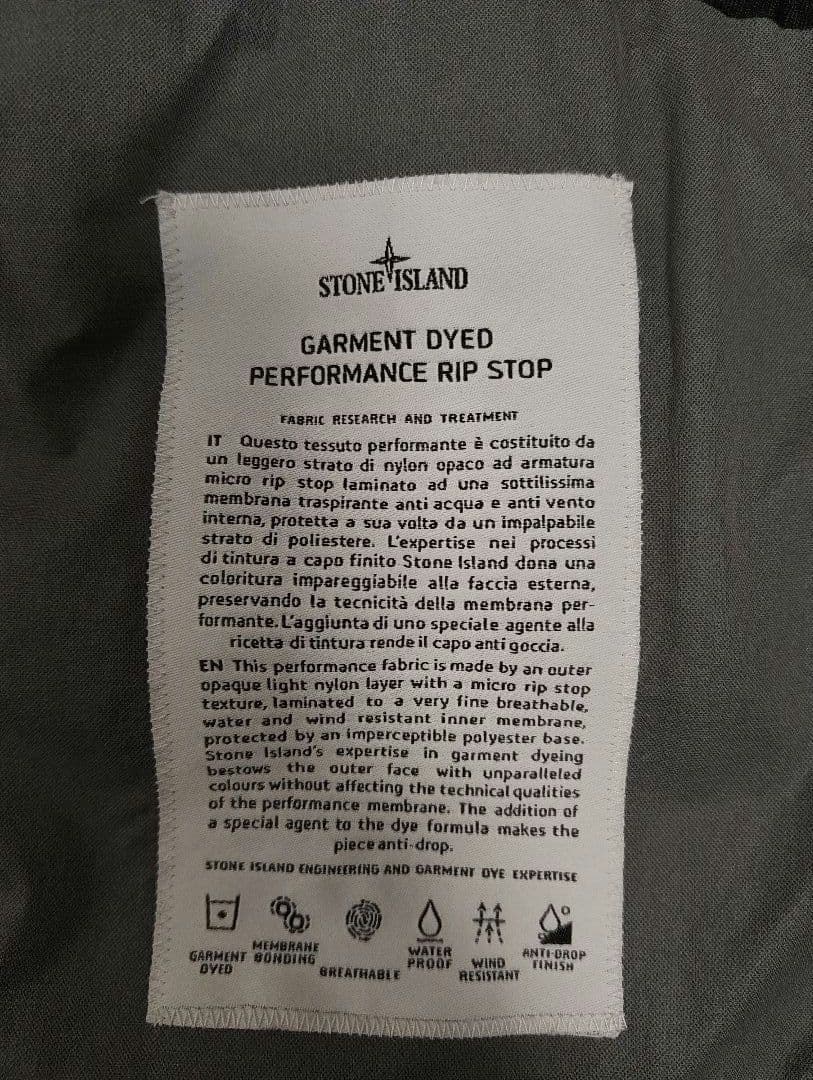 STONE ISLAND
GARMENT DYED
PERFORMANCE RIP STOP
FABRIC RESEARCH AND TREATMENT
IT Questo tessuto performante è costituito da
un leggero strato di nylon opaco ad armatura
micro rip stop laminato ad una sottilissima
membrana traspirante anti acqua e anti vento
interna, protetta a sua volta da un impalpabile
strato di poliestere. L'expertise nei processi
di tintura a capo finito Stone Island dona una
coloritura impareggiabile alla faccia esterna,
preservando la tecnicità della membrana per-
formante. L'aggiunta di uno speciale agente alla
ricetta di tintura rende il capo anti goccia.
EN This performance fabric is made by an outer
opaque light nylon layer with a micro rip stop
texture, laminated to a very fine breathable,
water and wind resistant inner membrane,
protected by an imperceptible polyester base.
Stone Island's expertise in garment dyeing
bestows the outer face with unparalleled
colours without affecting the technical qualities
of the performance membrane. The addition of
a special agent to the dye formula makes the
piece anti-drop.
STONE ISLAND ENGINEERING AND GARMENT DYE EXPERTISE
GARMENT
DYED
MEMBRANE
BONDING
BREATHABLE
WATER
PROOF
WIND
RESISTANT
ANTI-DROP
FINISH